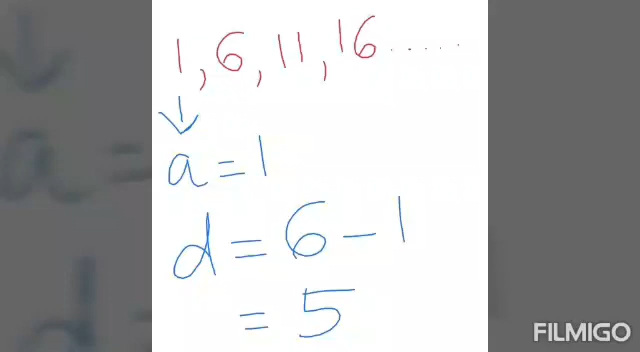 1, 6, 11, 16......
a = 1
d = 6 - 1
= 5
FILMIGO